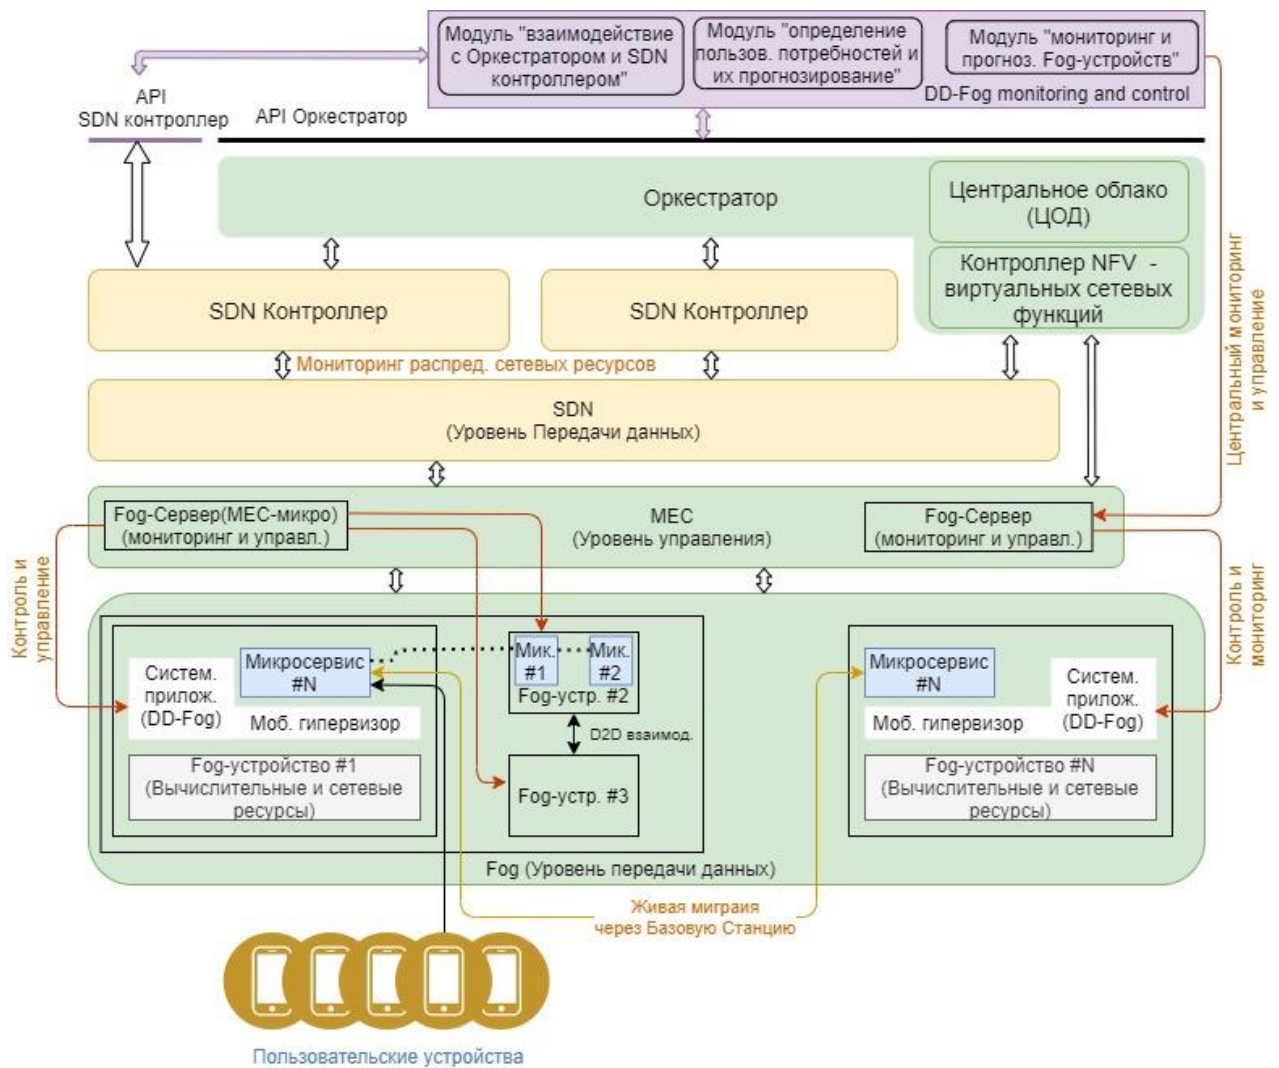 Модуль "взаимодействие
с Оркестратором и SDN
контроллером"
Модуль "определение
пользов. потребностей и
их прогнозирование"
Модуль "мониторинг и
прогноз. Fog-устройств"
DD-Fog monitoring and control
API
SDN контроллер
API Оркестратор
Оркестратор
Центральное облако
(ЦОД)
Контроллер NFV -
виртуальных сетевых
функций
SDN Контроллер
SDN Контроллер
Мониторинг распред. сетевых ресурсов
Центральный мониторинг
и управление
SDN
(Уровень Передачи данных)
Fog-Сервер(МЕС-микро)
(мониторинг и управл.)
МЕС
(Уровень управления)
Fog-Сервер
(мониторинг и управл.)
Контроль и
управление
Контроль и
мониторинг
Систем.
прилож.
(DD-Fog)
Микросервис
#N
Моб. гипервизор
Fog-устройство #1
(Вычислительные и сетевые
ресурсы)
Мик.
#1
Мик.
#2
Fog-устр. #2
D2D взаимод.
Fog-устр. #3
Микросервис
#N
Моб. гипервизор
Систем.
прилож.
(DD-Fog)
Fog-устройство #N
(Вычислительные и сетевые
ресурсы)
Fog (Уровень передачи данных)
Живая миграия
через Базовую Станцию
Пользовательские устройства